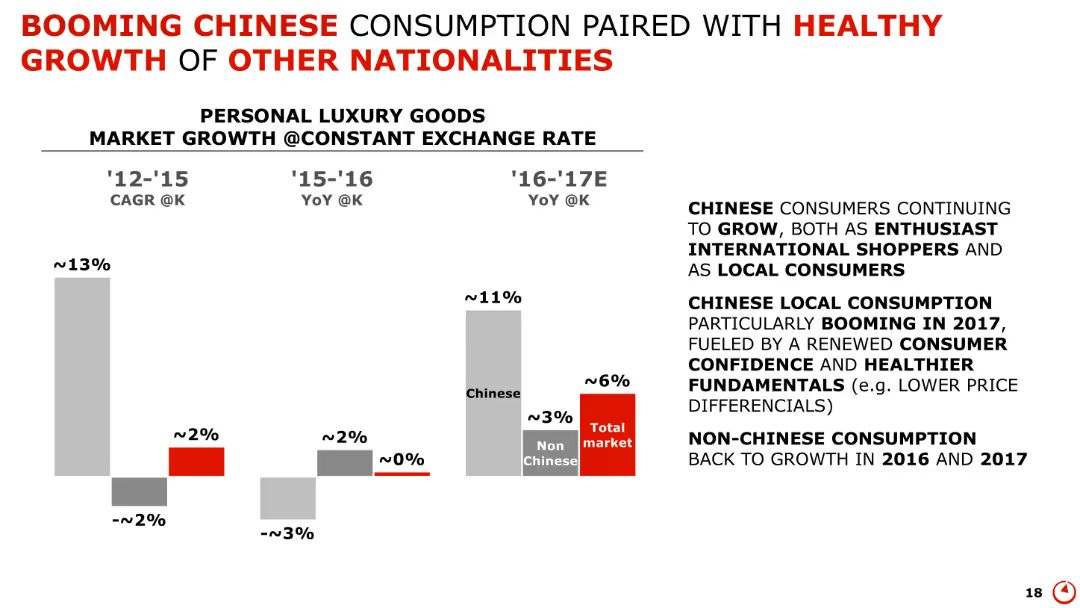 BOOMING CHINESE CONSUMPTION PAIRED WITH HEALTHY
GROWTH OF OTHER NATIONALITIES
PERSONAL LUXURY GOODS
MARKET GROWTH @CONSTANT EXCHANGE RATE
'12-'15
CAGR @K
'15-'16
YoY @K
'16-'17E
YoY @K
~13%
-~2%
~2%
-~3%
~2%
~0%
~11%
Chinese
~3%
Non
Chinese
~6%
Total
market
CHINESE CONSUMERS CONTINUING
TO GROW, BOTH AS ENTHUSIAST
INTERNATIONAL SHOPPERS AND
AS LOCAL CONSUMERS
CHINESE LOCAL CONSUMPTION
PARTICULARLY BOOMING IN 2017,
FUELED BY A RENEWED CONSUMER
CONFIDENCE AND HEALTHIER
FUNDAMENTALS (e.g. LOWER PRICE
DIFFERENCIALS)
NON-CHINESE CONSUMPTION
BACK TO GROWTH IN 2016 AND 2017
18